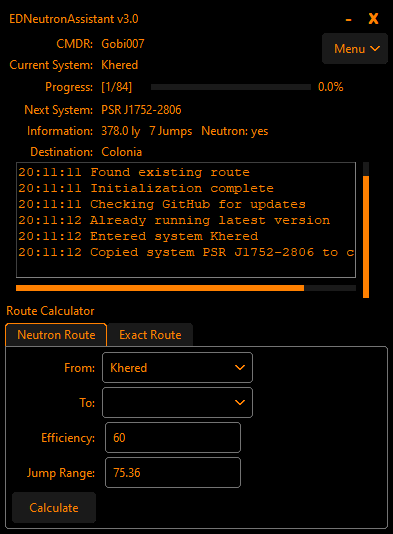 EDNeutronAssistant v3.0 - X
CMDR: Gobi007
Menu
Current System: Khered
Progress: [1/84] 0.0%
Next System: PSR J1752-2806
Information: 378.0 ly 7 Jumps Neutron: yes
Destination: Colonia
20:11:11 Found existing route
20:11:11 Initialization complete
20:11:11 Checking GitHub for updates
20:11:12 Already running latest version
20:11:12 Entered system Khered
20:11:12 Copied system PSR J1752-2806 to c
Route Calculator
Neutron Route Exact Route
From: Khered
To:
Efficiency: 60
Jump Range: 75.36
Calculate